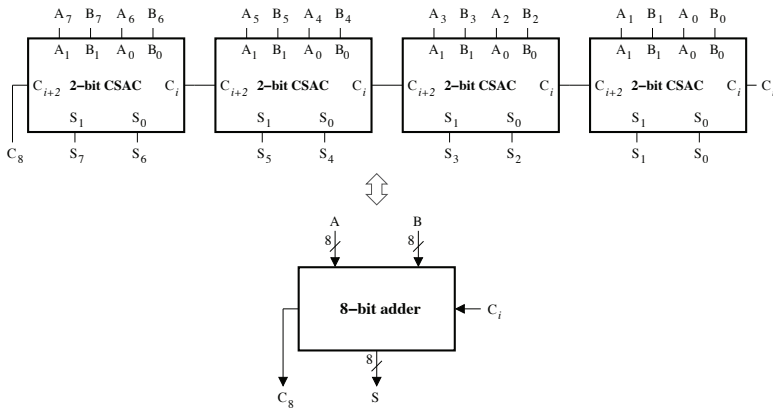 A7 B7 A6 B6 A5 B5 A4 B4 A3 B3 A2 B2 A1 B1 A0 B0
A1 B1 A0 B0 A1 B1 A0 B0 A1 B1 A0 B0 A1 B1 A0 B0
Ci+2 2-bit CSAC Ci Ci+2 2-bit CSAC Ci Ci+2 2-bit CSAC Ci Ci+2 2-bit CSAC Ci Ci
S1 S0 S1 S0 S1 S0 S1 S0
C8 S7 S6 S5 S4 S3 S2 S1 S0
A B
8 8
8-bit adder Ci
8
C8 S